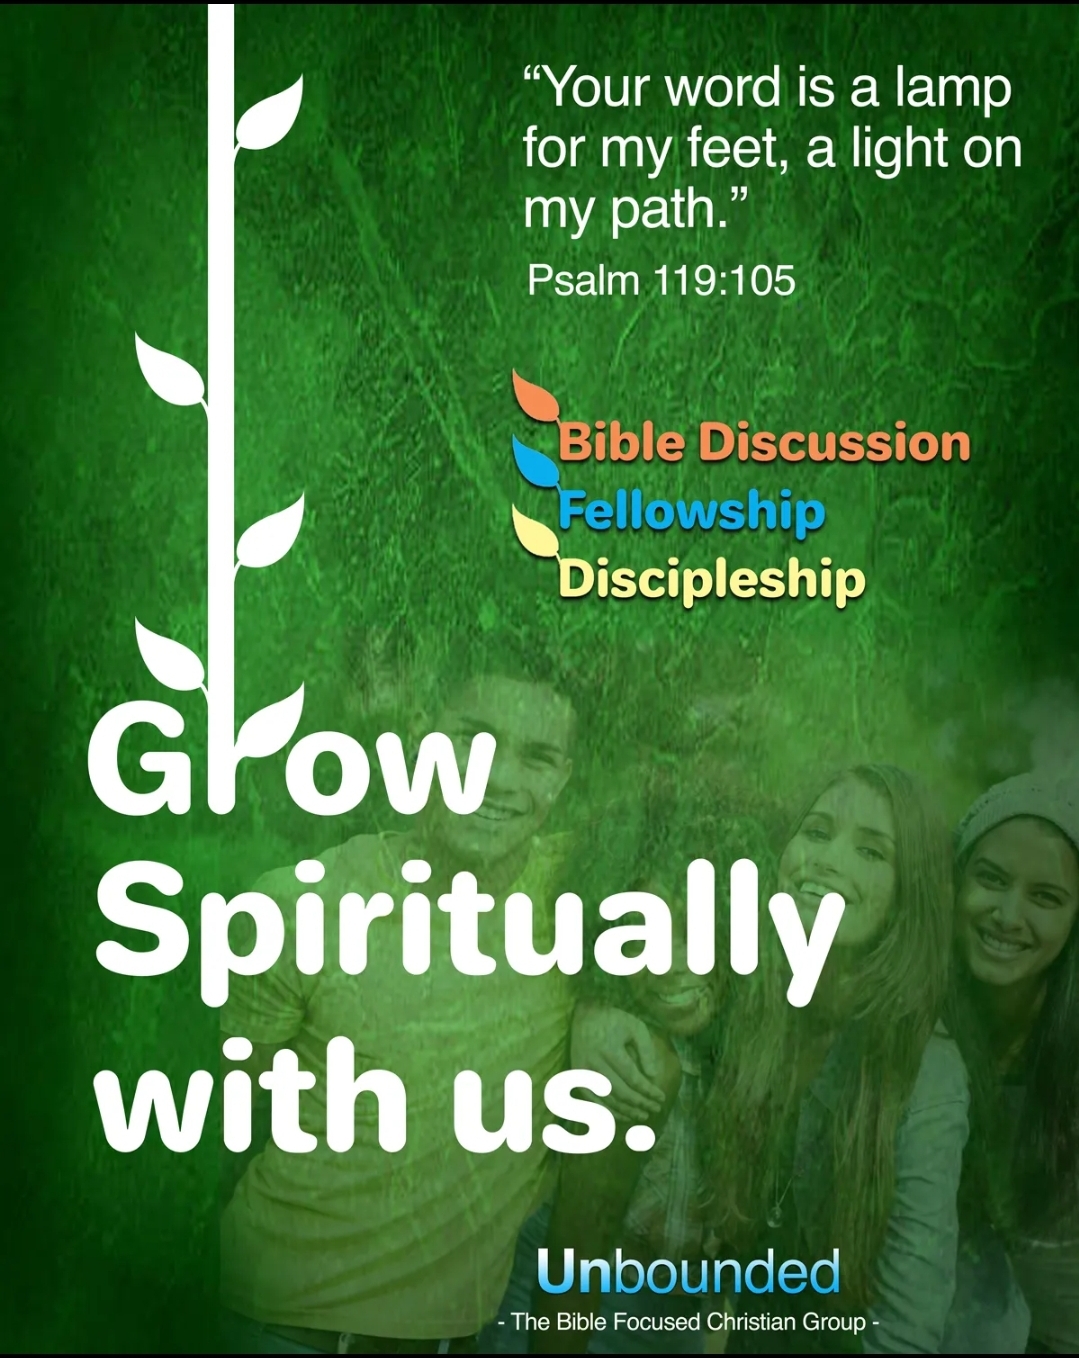 “Your word is a lamp
for my feet, a light on
my path.”
Psalm 119:105
Bible Discussion
Fellowship
Discipleship
Grow
Spiritually
with us.
Unbounded
- The Bible Focused Christian Group -